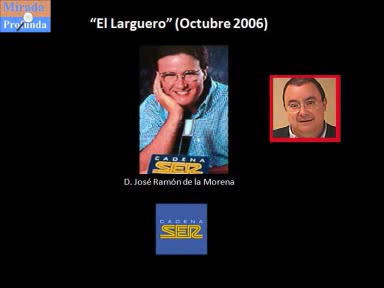 Mirada
Profunda
“El Larguero” (Octubre 2006)
CADENA
SER
D. José Ramón de la Morena
CADENA
SER